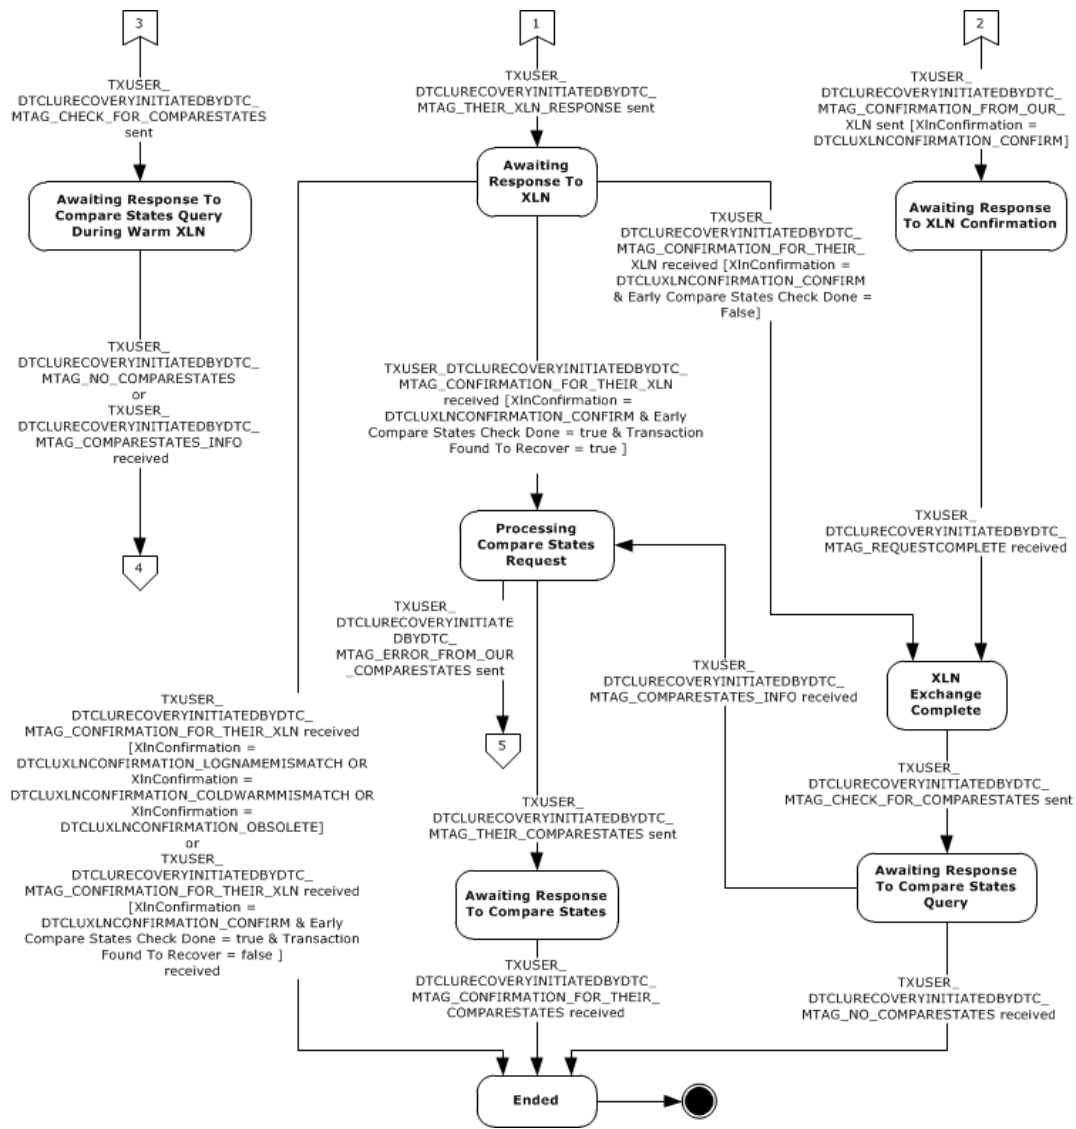 3
TXUSER_
DTCLURECOVERYINITIATEDBYDTC_
MTAG_CHECK_FOR_COMPARESTATES
sent
Awaiting Response To
Compare States Query
During Warm XLN
TXUSER_
DTCLURECOVERYINITIATEDBYDTC_
MTAG_NO_COMPARESTATES
or
TXUSER_
DTCLURECOVERYINITIATEDBYDTC_
MTAG_COMPARESTATES_INFO
received
4
1
TXUSER_
DTCLURECOVERYINITIATEDBYDTC_
MTAG_THEIR_XLN_RESPONSE sent
Awaiting
Response To
XLN
2
TXUSER_
DTCLURECOVERYINITIATEDBYDTC_
MTAG_CONFIRMATION_FROM_OUR_
XLN sent [XlnConfirmation =
DTCLUXLNCONFIRMATION_CONFIRM]
Awaiting Response
To XLN Confirmation
TXUSER_
DTCLURECOVERYINITIATEDBYDTC_
MTAG_CONFIRMATION_FOR_THEIR_
XLN received [XlnConfirmation =
DTCLUXLNCONFIRMATION_CONFIRM
& Early Compare States Check Done =
False]
TXUSER_DTCLURECOVERYINITIATEDBYDTC_
MTAG_CONFIRMATION_FOR_THEIR_XLN
received [XlnConfirmation =
DTCLUXLNCONFIRMATION_CONFIRM & Early
Compare States Check Done = true & Transaction
Found To Recover = true ]
Processing
Compare States
Request
TXUSER_
DTCLURECOVERYINITIATEDBYDTC_
MTAG_REQUESTCOMPLETE received
TXUSER_
DTCLURECOVERYINITIATE
DBYDTC_
MTAG_ERROR_FROM_OUR
_COMPARESTATES sent
5
TXUSER_
DTCLURECOVERYINITIATEDBYDTC_
MTAG_COMPARESTATES_INFO received
XLN
Exchange
Complete
TXUSER_
DTCLURECOVERYINITIATEDBYDTC_
MTAG_CONFIRMATION_FOR_THEIR_XLN received
[XlnConfirmation =
DTCLUXLNCONFIRMATION_LOGNAMEMISMATCH OR
XlnConfirmation =
DTCLUXLNCONFIRMATION_COLDWARMMISMATCH OR
XlnConfirmation =
DTCLUXLNCONFIRMATION_OBSOLETE]
or
TXUSER_
DTCLURECOVERYINITIATEDBYDTC_
MTAG_CONFIRMATION_FOR_THEIR_XLN received
[XlnConfirmation =
DTCLUXLNCONFIRMATION_CONFIRM & Early
Compare States Check Done = true & Transaction
Found To Recover = false ]
received
TXUSER_
DTCLURECOVERYINITIATEDBYDTC_
MTAG_THEIR_COMPARESTATES sent
TXUSER_
DTCLURECOVERYINITIATEDBYDTC_
MTAG_CHECK_FOR_COMPARESTATES sent
Awaiting Response
To Compare States
Awaiting Response
To Compare States
Query
TXUSER_
DTCLURECOVERYINITIATEDBYDTC_
MTAG_CONFIRMATION_FOR_THEIR_
COMPARESTATES received
TXUSER_
DTCLURECOVERYINITIATEDBYDTC_
MTAG_NO_COMPARESTATES received
Ended